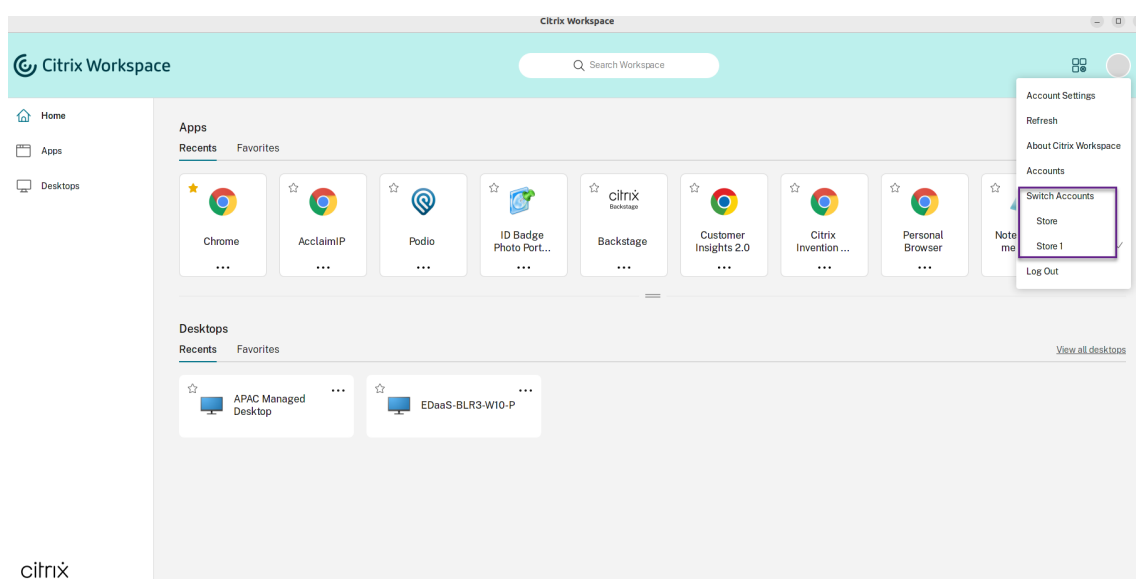 Citrix Workspace
Citrix Workspace
Search Workspace
Home
Apps
Desktops
Account Settings
Refresh
About Citrix Workspace
Accounts
Switch Accounts
Store
Store 1
Log Out
Apps
Recents Favorites
Chrome
AcclaimIP
Podio
ID Badge
Photo Port...
citrix
Backstage
Backstage
Customer
Insights 2.0
Citrix
Invention ...
Personal
Browser
Note
me
Desktops
Recents Favorites
View all desktops
APAC Managed
Desktop
EDaaS-BLR3-W10-P
citrix